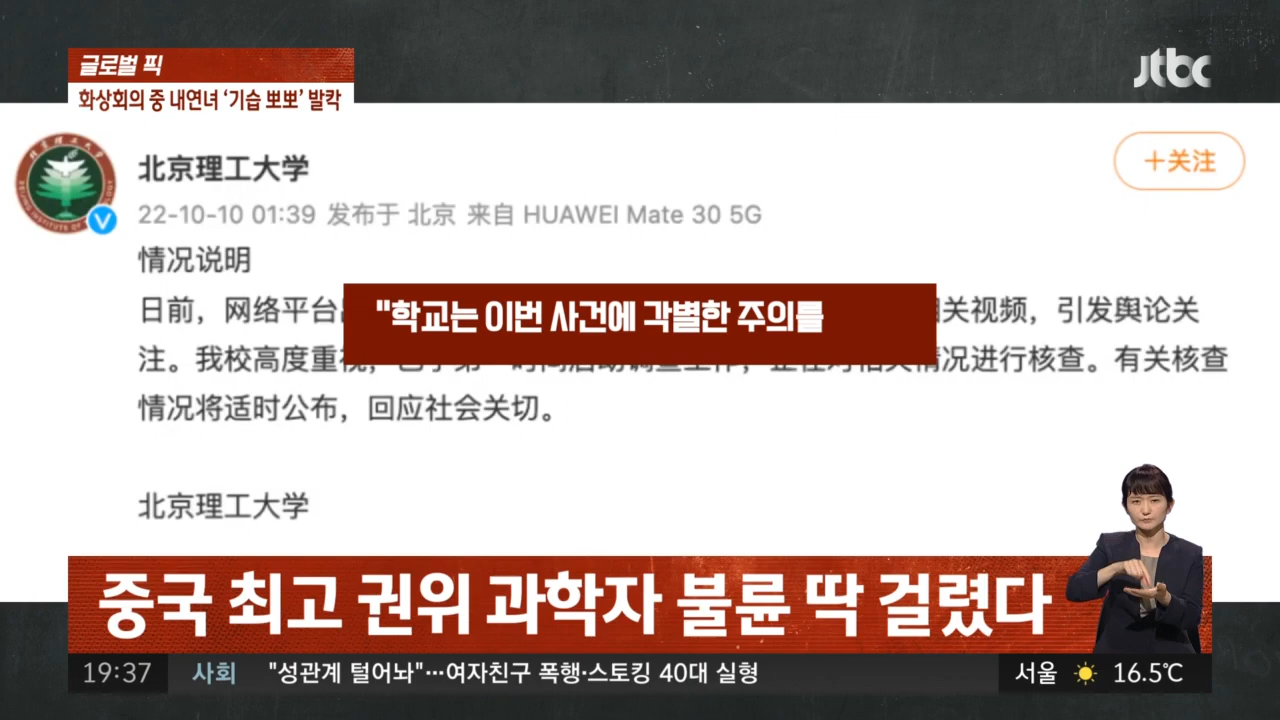 글로벌 픽
jtbc
화상회의 중 내연녀 '기습 뽀뽀' 발칵
北京理工大学
+关注
22-10-10 01:39 发布于 北京 来自 HUAWEI Mate 30 5G
情况说明
日前，网络平台 关视频，引发舆论关
"학교는 이번 사건에 각별한 주의를
注。我校高度重视， 情况进行核查。有关核查
情况将适时公布，回应社会关切。
北京理工大学
중국 최고 권위 과학자 불륜 딱 걸렸다
19:37 사회 "성관계 털어놔"…여자친구 폭행·스토킹 40대 실형 서울 16.5℃